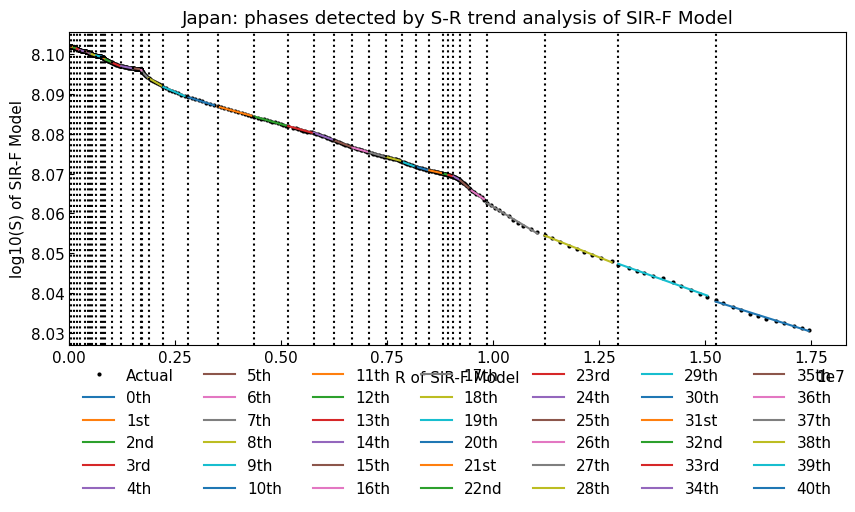 Japan: phases detected by S-R trend analysis of SIR-F Model
log10(S) of SIR-F Model
8.10
8.09
8.08
8.07
8.06
8.05
8.04
8.03
0.00 0.25 0.50 0.75 1.00 1.25 1.50 1.75
R of SIR-F Model
1e7
Actual 5th 11th 17th 23rd 29th 35th
0th 6th 12th 18th 24th 30th 36th
1st 7th 13th 19th 25th 31st 37th
2nd 8th 14th 20th 26th 32nd 38th
3rd 9th 15th 21st 27th 33rd 39th
4th 10th 16th 22nd 28th 34th 40th